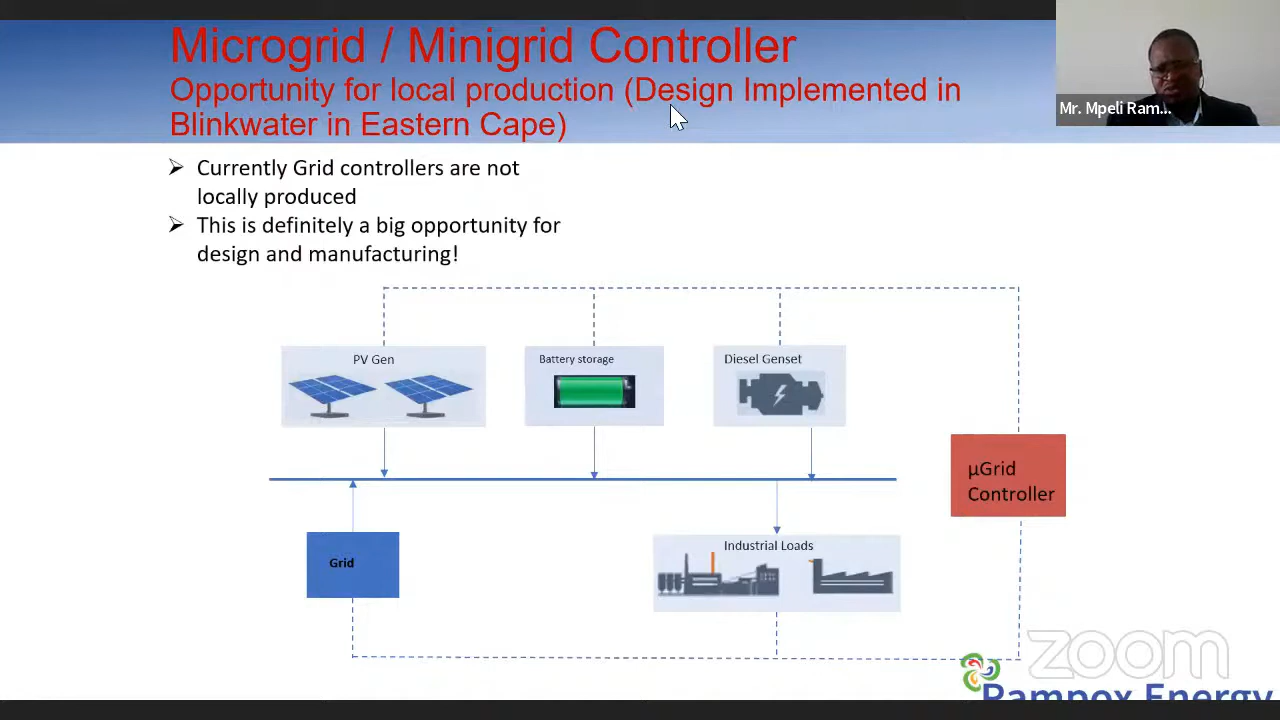 Microgrid / Minigrid Controller
Opportunity for local production (Design Implemented in
Blinkwater in Eastern Cape)
Mr. Mpeli Ram...
➢ Currently Grid controllers are not
locally produced
➢ This is definitely a big opportunity for
design and manufacturing!
PV Gen
Battery storage
Diesel Genset
µGrid
Controller
Grid
Industrial Loads
zoom
Rampox Energy